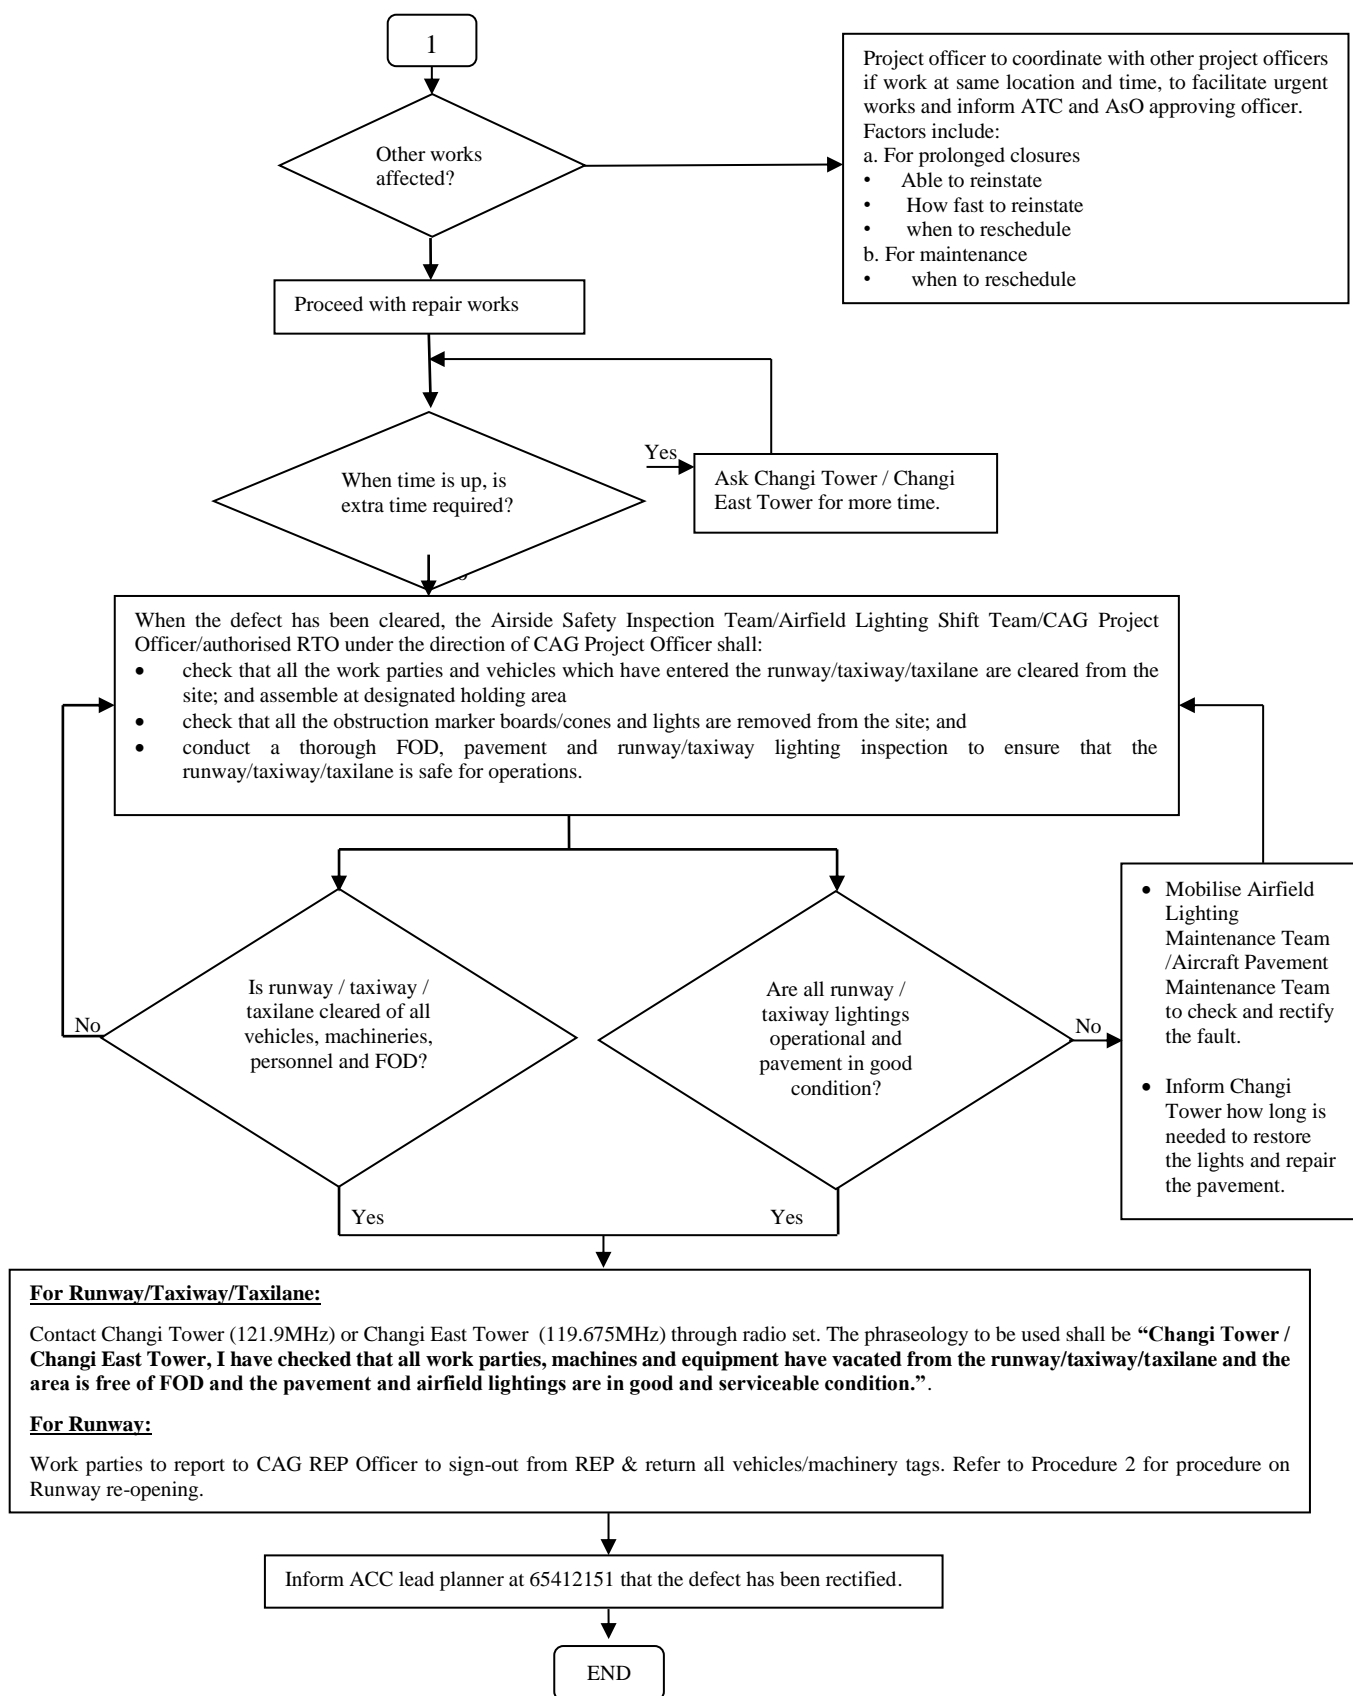 1
Project officer to coordinate with other project officers
if work at same location and time, to facilitate urgent
works and inform ATC and AsO approving officer.
Factors include:
a. For prolonged closures
• Able to reinstate
• How fast to reinstate
• when to reschedule
b. For maintenance
• when to reschedule
Other works
affected?
Proceed with repair works
When time is up, is
extra time required?
Yes
Ask Changi Tower / Changi
East Tower for more time.
When the defect has been cleared, the Airside Safety Inspection Team/Airfield Lighting Shift Team/CAG Project
Officer/authorised RTO under the direction of CAG Project Officer shall:
• check that all the work parties and vehicles which have entered the runway/taxiway/taxilane are cleared from the
site; and assemble at designated holding area
• check that all the obstruction marker boards/cones and lights are removed from the site; and
• conduct a thorough FOD, pavement and runway/taxiway lighting inspection to ensure that the
runway/taxiway/taxilane is safe for operations.
Is runway / taxiway /
taxilane cleared of all
vehicles, machineries,
personnel and FOD?
No
Yes
Are all runway /
taxiway lightings
operational and
pavement in good
condition?
No
Yes
• Mobilise Airfield
Lighting
Maintenance Team
/Aircraft Pavement
Maintenance Team
to check and rectify
the fault.
• Inform Changi
Tower how long is
needed to restore
the lights and repair
the pavement.
For Runway/Taxiway/Taxilane:
Contact Changi Tower (121.9MHz) or Changi East Tower (119.675MHz) through radio set. The phraseology to be used shall be “Changi Tower /
Changi East Tower, I have checked that all work parties, machines and equipment have vacated from the runway/taxiway/taxilane and the
area is free of FOD and the pavement and airfield lightings are in good and serviceable condition.”.
For Runway:
Work parties to report to CAG REP Officer to sign-out from REP & return all vehicles/machinery tags. Refer to Procedure 2 for procedure on
Runway re-opening.
Inform ACC lead planner at 65412151 that the defect has been rectified.
END